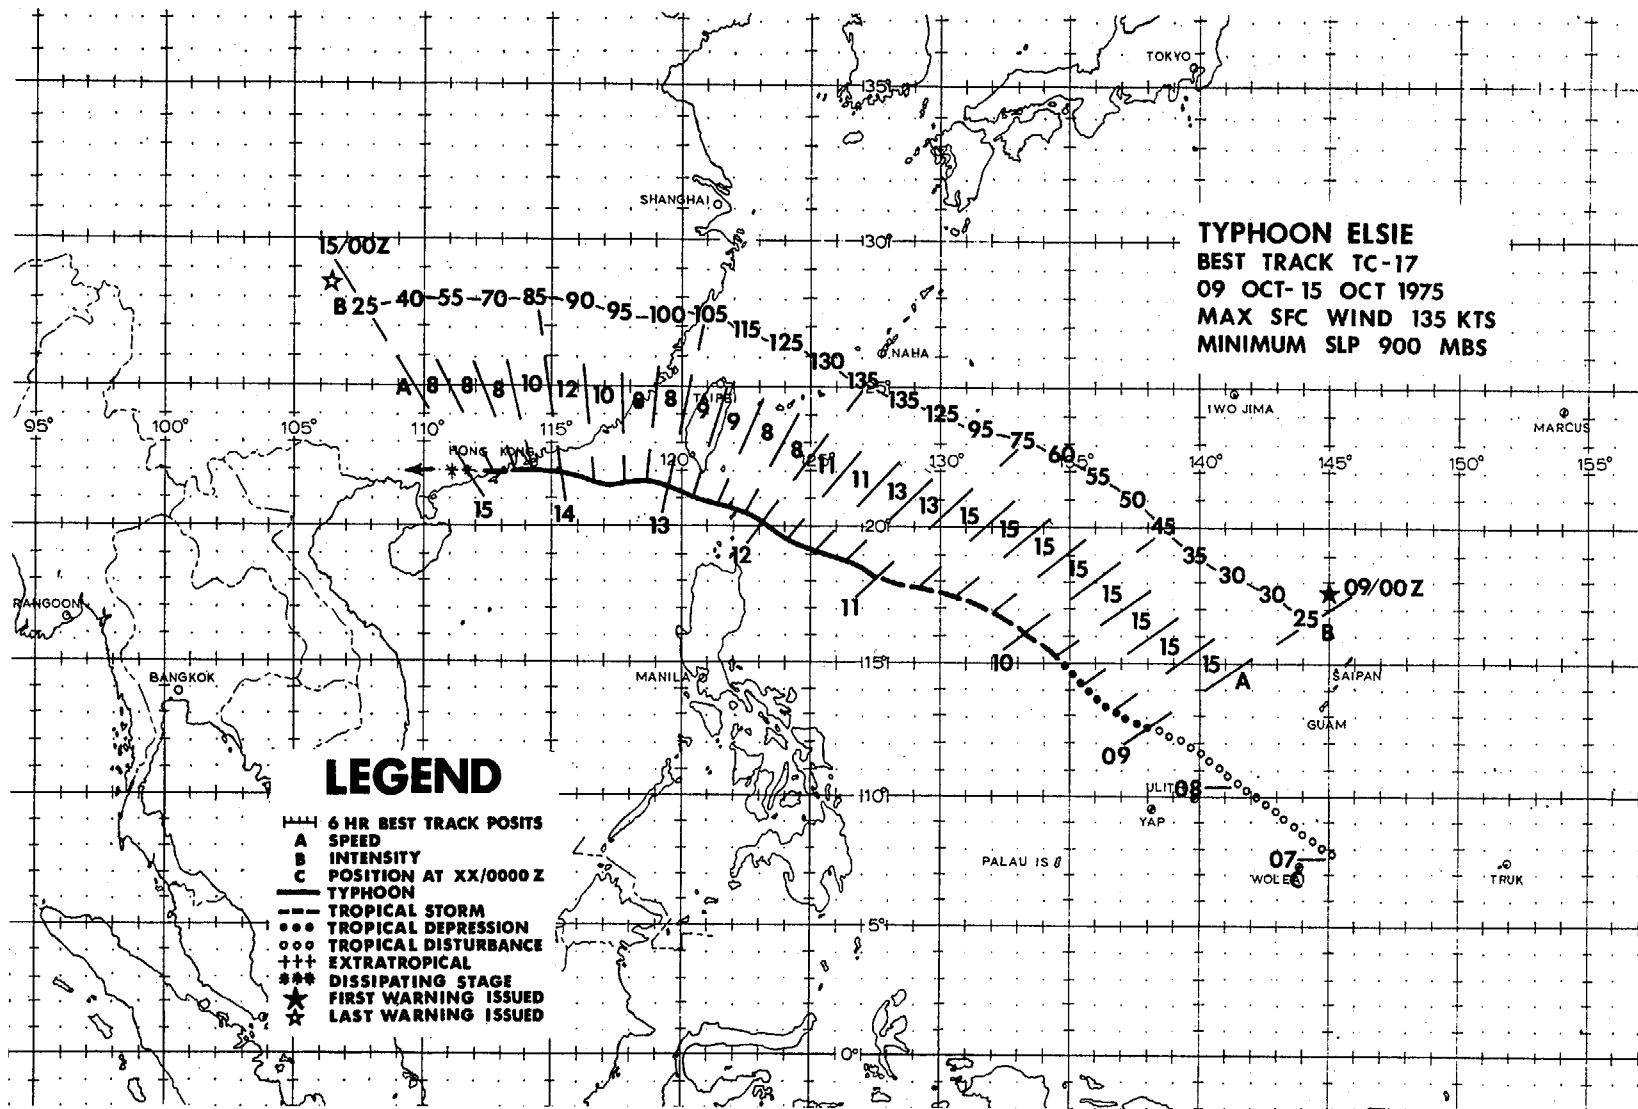 TOKYO
35°
SHANGHAI
30°
15/00Z
B 25-40-55-70-85-90-95-100-105-115-125-130-135-135-125-95-75-60-55-50-45-35-30-30-25 B
TYPHOON ELSIE
BEST TRACK TC-17
09 OCT-15 OCT 1975
MAX SFC WIND 135 KTS
MINIMUM SLP 900 MBS
NAHA
A 8 8 8 10 12 10 8 8 9 9 8 8 11 11 13 13 15 15 15 15 15 15 15 15 A
TAIPEI
IWO JIMA
MARCUS
95° 100° 105° 110° 115° 120° 25° 130° 135° 140° 145° 150° 155°
HONG KONG
15 14 13 12 11 10 09 08 07
20°
09/00Z
RANGOON
BANGKOK
MANILA
15°
SAIPAN
GUAM
ULITHI
YAP
10°
PALAU IS
WOLEA
TRUK
5°
0°
LEGEND
6 HR BEST TRACK POSITS
A SPEED
B INTENSITY
C POSITION AT XX/0000Z
TYPHOON
TROPICAL STORM
TROPICAL DEPRESSION
TROPICAL DISTURBANCE
EXTRATROPICAL
DISSIPATING STAGE
FIRST WARNING ISSUED
LAST WARNING ISSUED